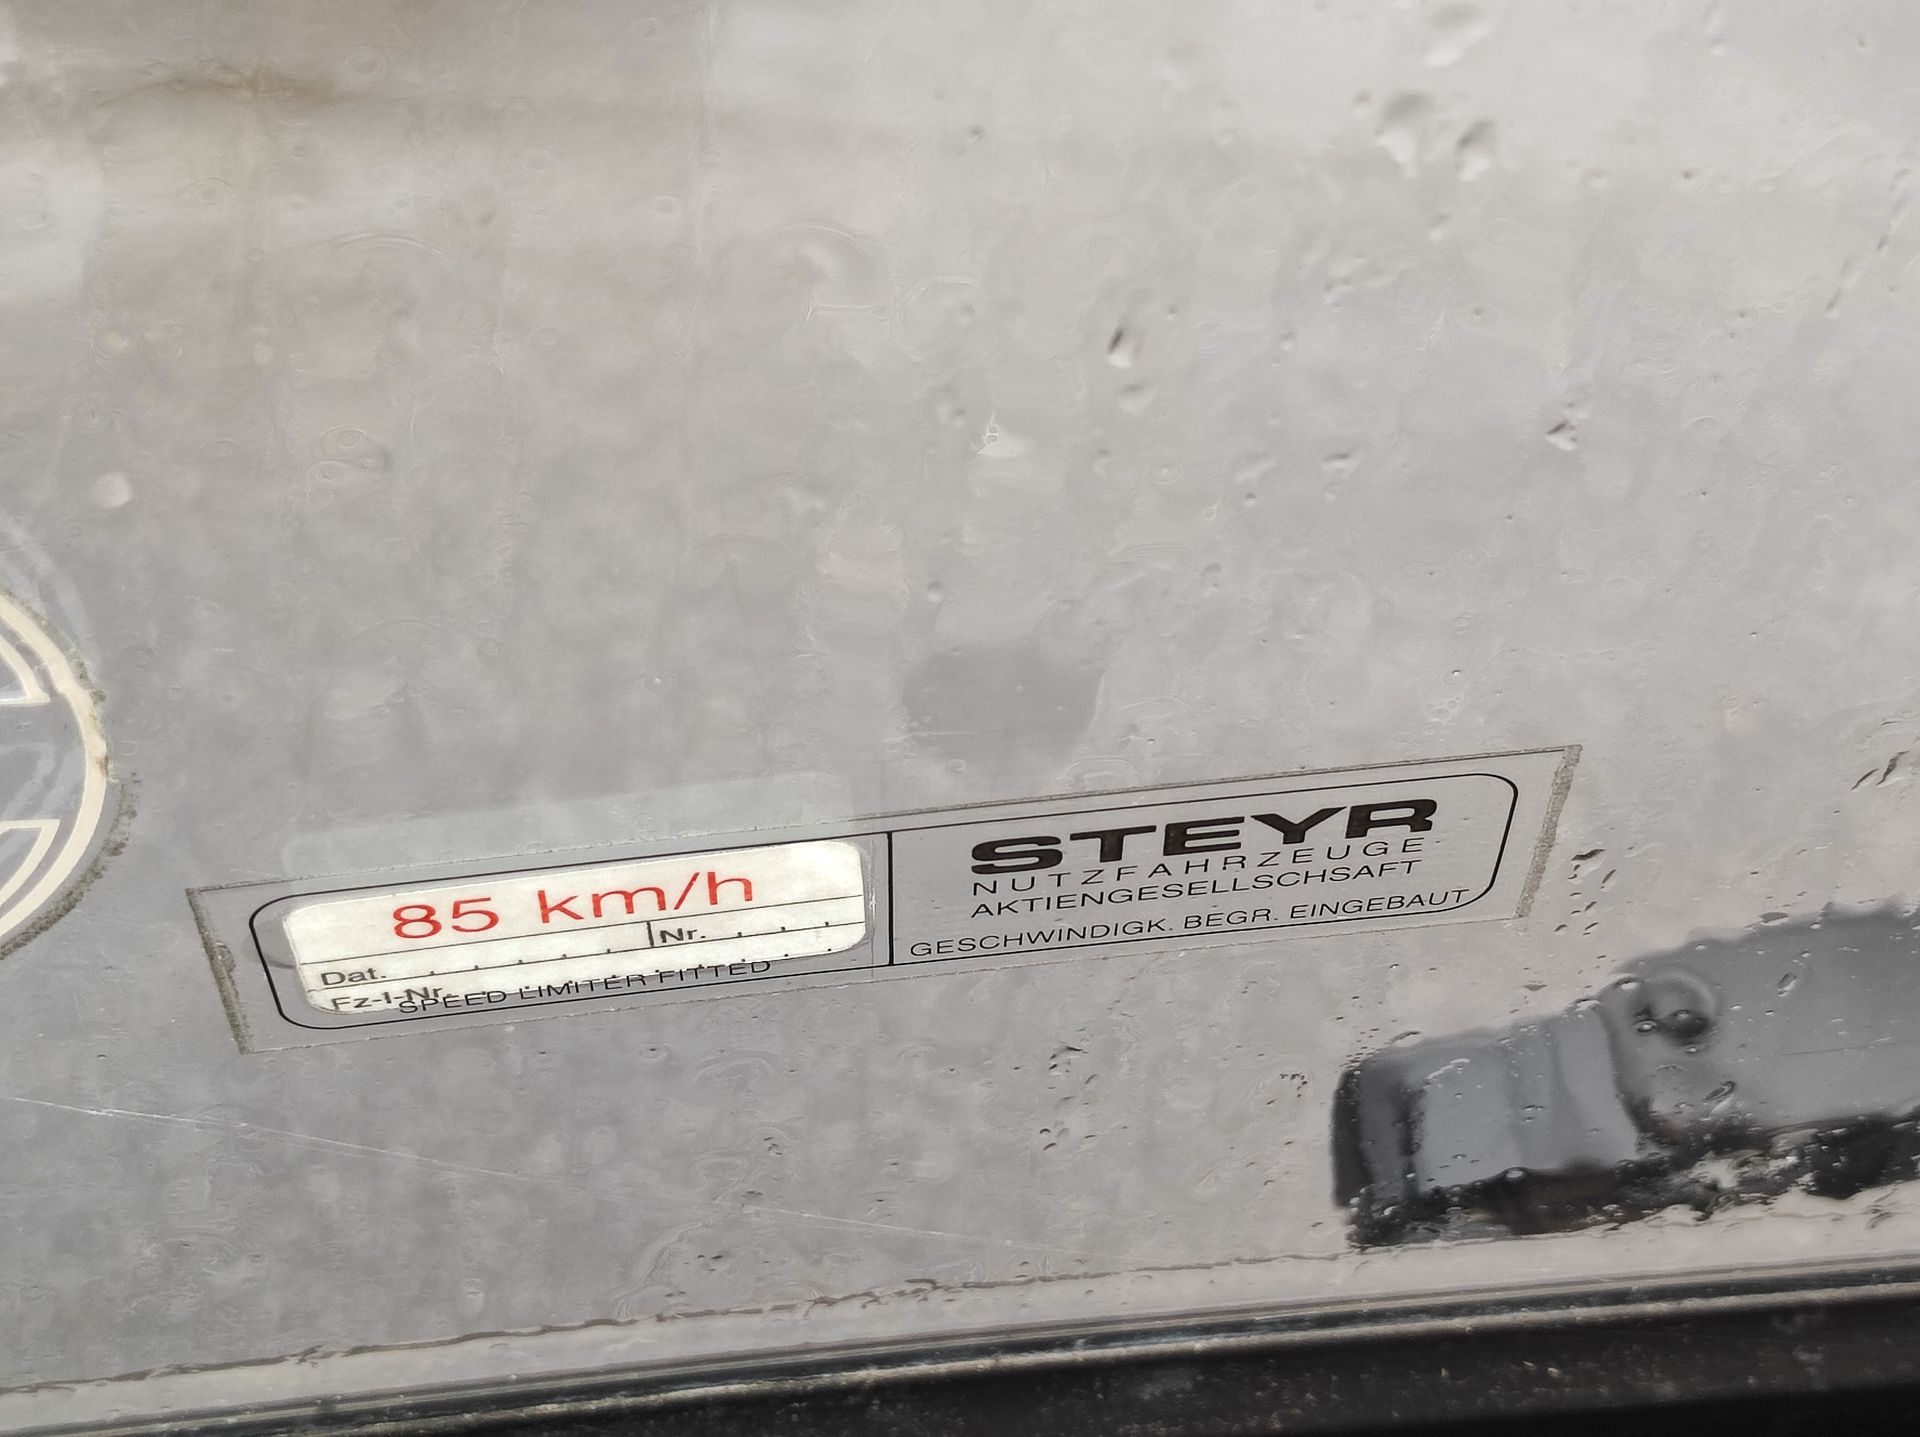 85 km/h
Dat. Nr.
Fz-I-Nr.
SPEED LIMITER FITTED
STEYR
NUTZFAHRZEUGE
AKTIENGESELLSCHSAFT
GESCHWINDIGK. BEGR. EINGEBAUT